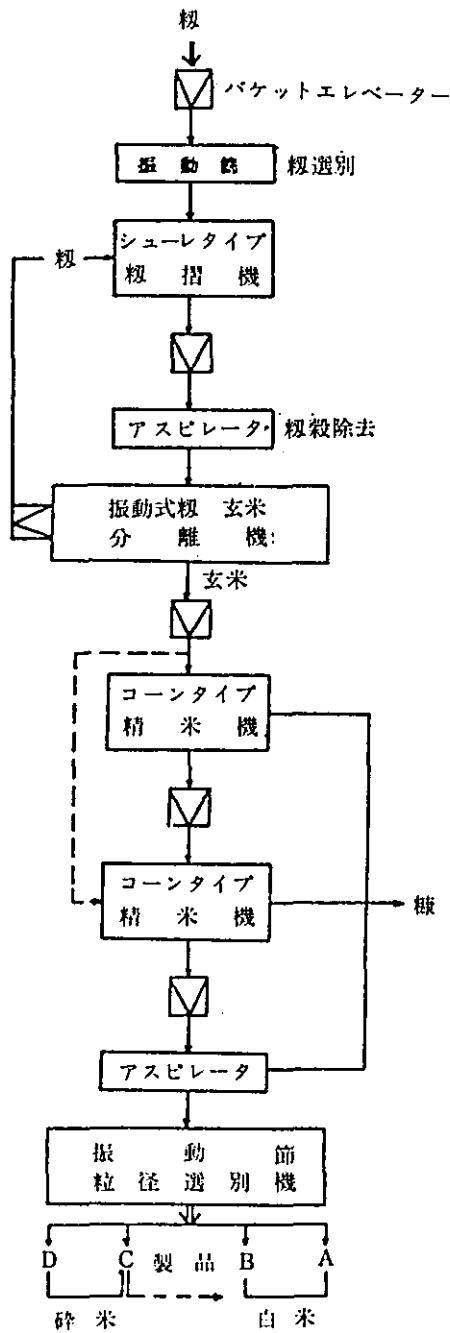 籾
バケットエレベーター
振動篩 籾選別
シューレタイプ
籾
籾摺機
アスピレータ 籾殻除去
振動式籾 玄米
分離機
玄米
コーンタイプ
精米機
コーンタイプ
精米機
糠
アスピレータ
振動節
粒径選別機
D C 製品 B A
砕米 白米